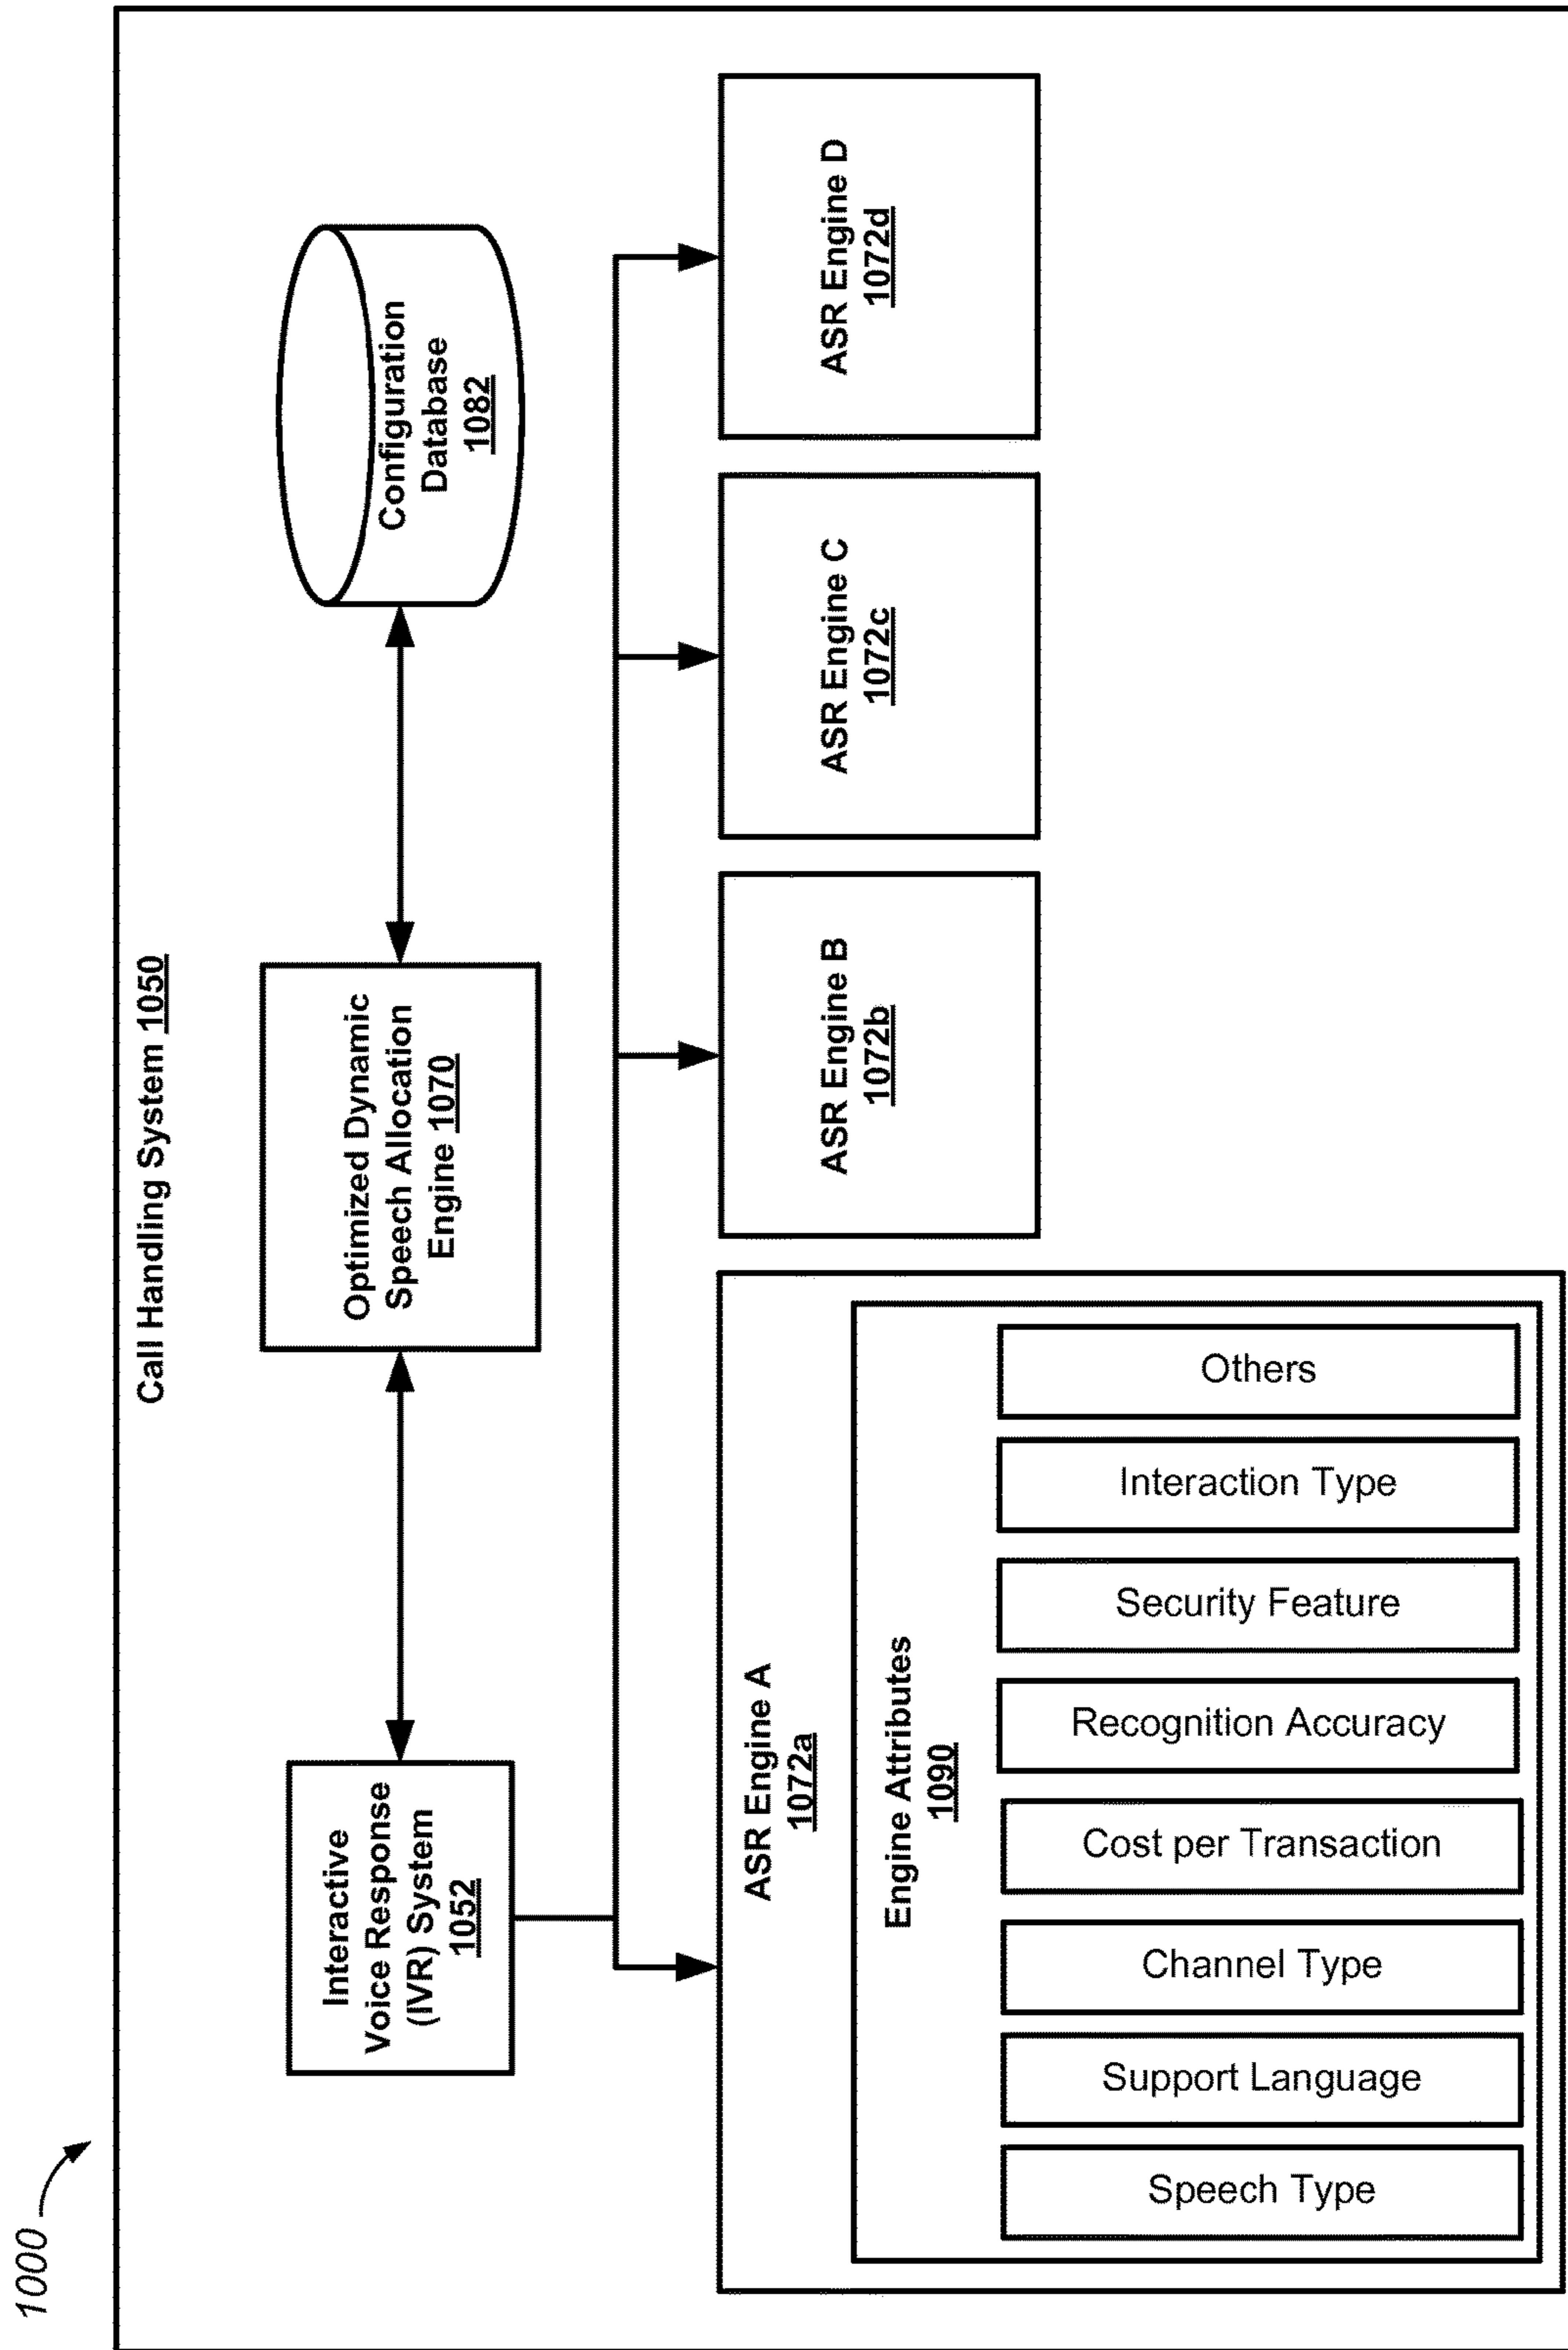 1000
Call Handling System 1050
Interactive
Voice Response
(IVR) System
1052
Optimized Dynamic
Speech Allocation
Engine 1070
Configuration
Database
1082
ASR Engine A
1072a
Engine Attributes
1090
Speech Type
Support Language
Channel Type
Cost per Transaction
Recognition Accuracy
Security Feature
Interaction Type
Others
ASR Engine B
1072b
ASR Engine C
1072c
ASR Engine D
1072d